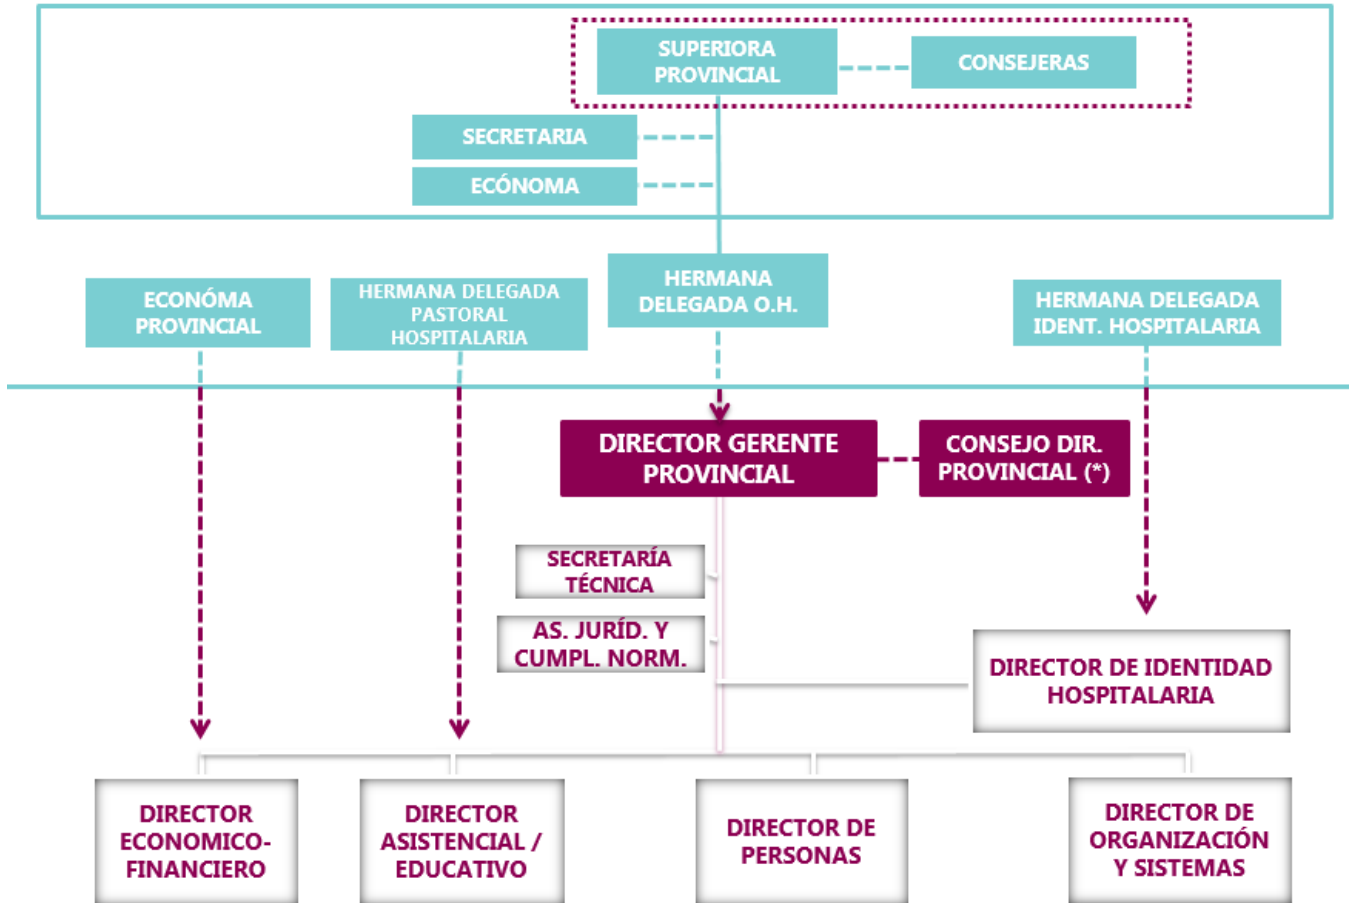 SUPERIORA
PROVINCIAL
CONSEJERAS
SECRETARIA
ECÓNOMA
ECONÓMA
PROVINCIAL
HERMANA DELEGADA
PASTORAL
HOSPITALARIA
HERMANA
DELEGADA O.H.
HERMANA DELEGADA
IDENT. HOSPITALARIA
DIRECTOR GERENTE
PROVINCIAL
CONSEJO DIR.
PROVINCIAL (*)
SECRETARÍA
TÉCNICA
AS. JURÍD. Y
CUMPL. NORM.
DIRECTOR DE IDENTIDAD
HOSPITALARIA
DIRECTOR
ECONOMICO-
FINANCIERO
DIRECTOR
ASISTENCIAL /
EDUCATIVO
DIRECTOR DE
PERSONAS
DIRECTOR DE
ORGANIZACIÓN
Y SISTEMAS